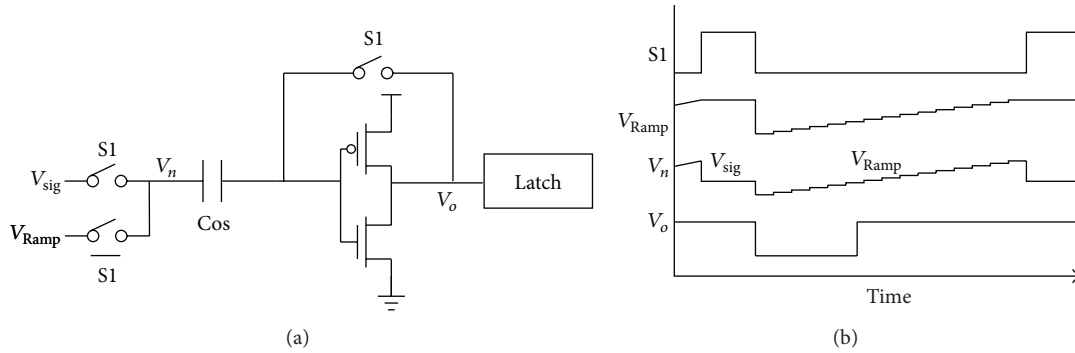 S1
S1
Vn
Vsig
VRamp
S1
Cos
Vo
Latch
(a)
S1
VRamp
Vn
Vsig
VRamp
Vo
Time
(b)